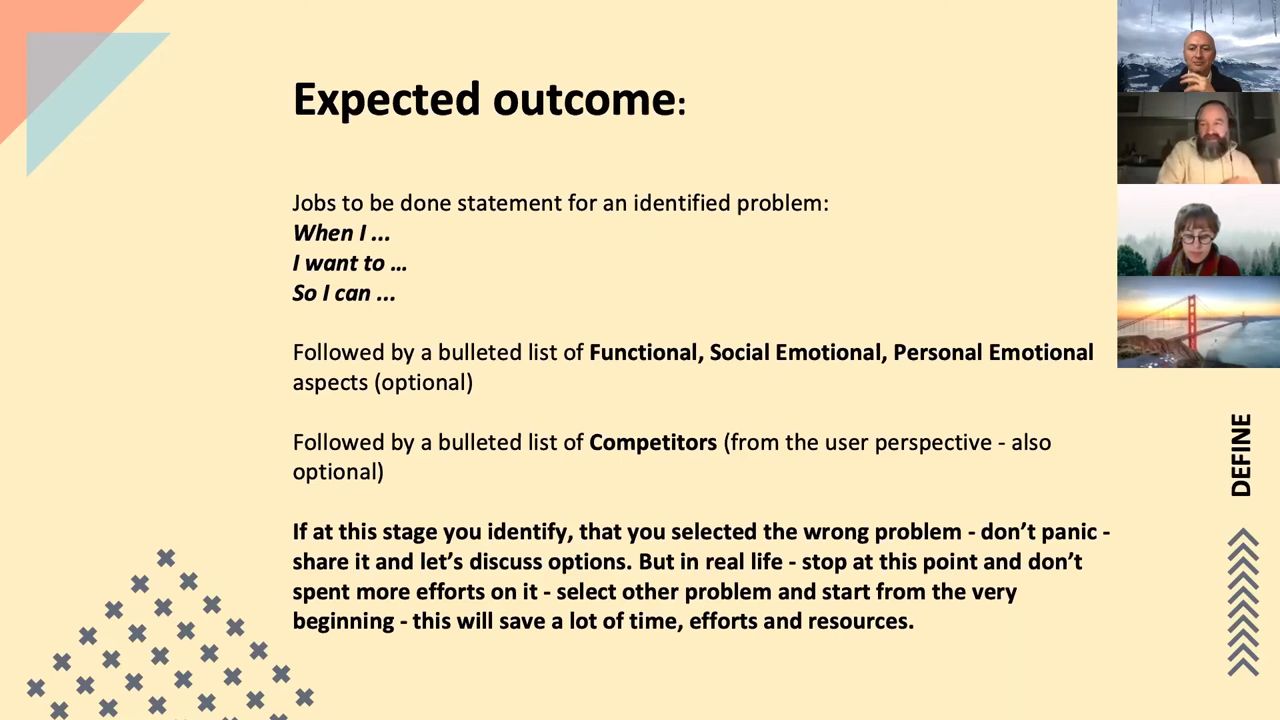 Expected outcome:
Jobs to be done statement for an identified problem:
When I ...
I want to …
So I can ...
Followed by a bulleted list of Functional, Social Emotional, Personal Emotional
aspects (optional)
Followed by a bulleted list of Competitors (from the user perspective - also
optional)
If at this stage you identify, that you selected the wrong problem - don’t panic -
share it and let’s discuss options. But in real life - stop at this point and don’t
spent more efforts on it - select other problem and start from the very
beginning - this will save a lot of time, efforts and resources.
DEFINE